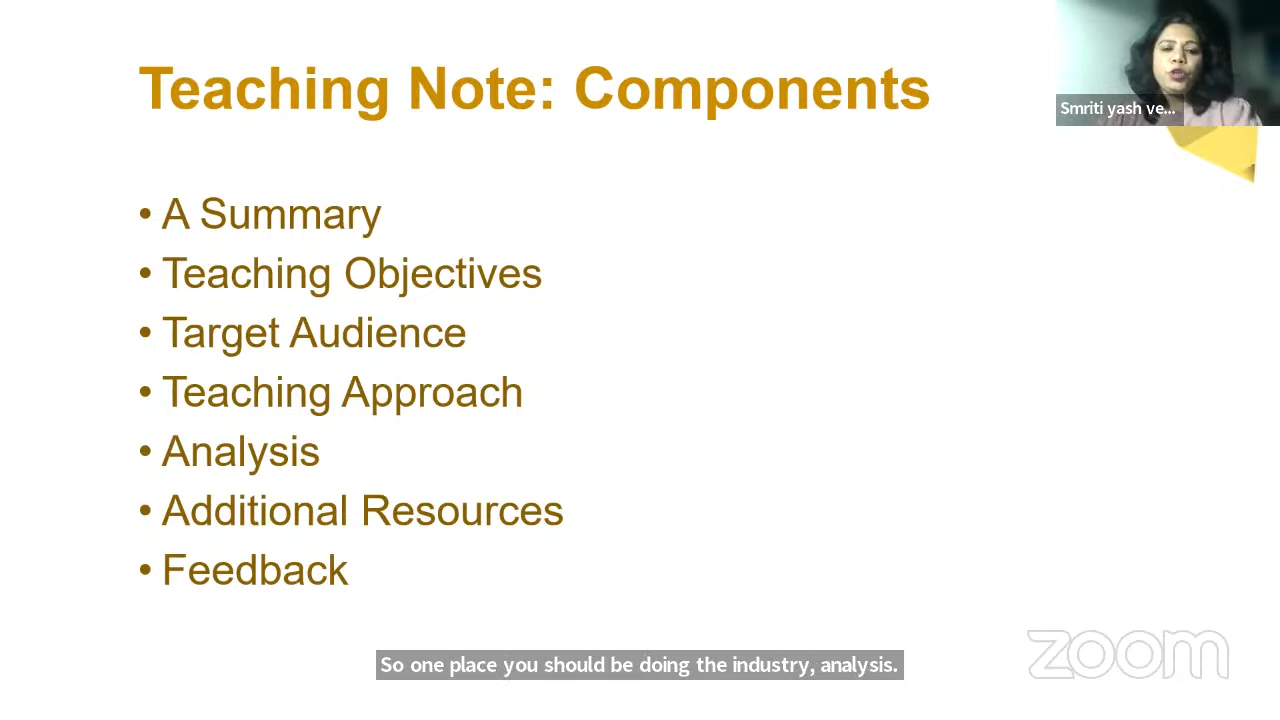 Teaching Note: Components
Smriti yash ve...
• A Summary
• Teaching Objectives
• Target Audience
• Teaching Approach
• Analysis
• Additional Resources
• Feedback
zoom
So one place you should be doing the industry, analysis.